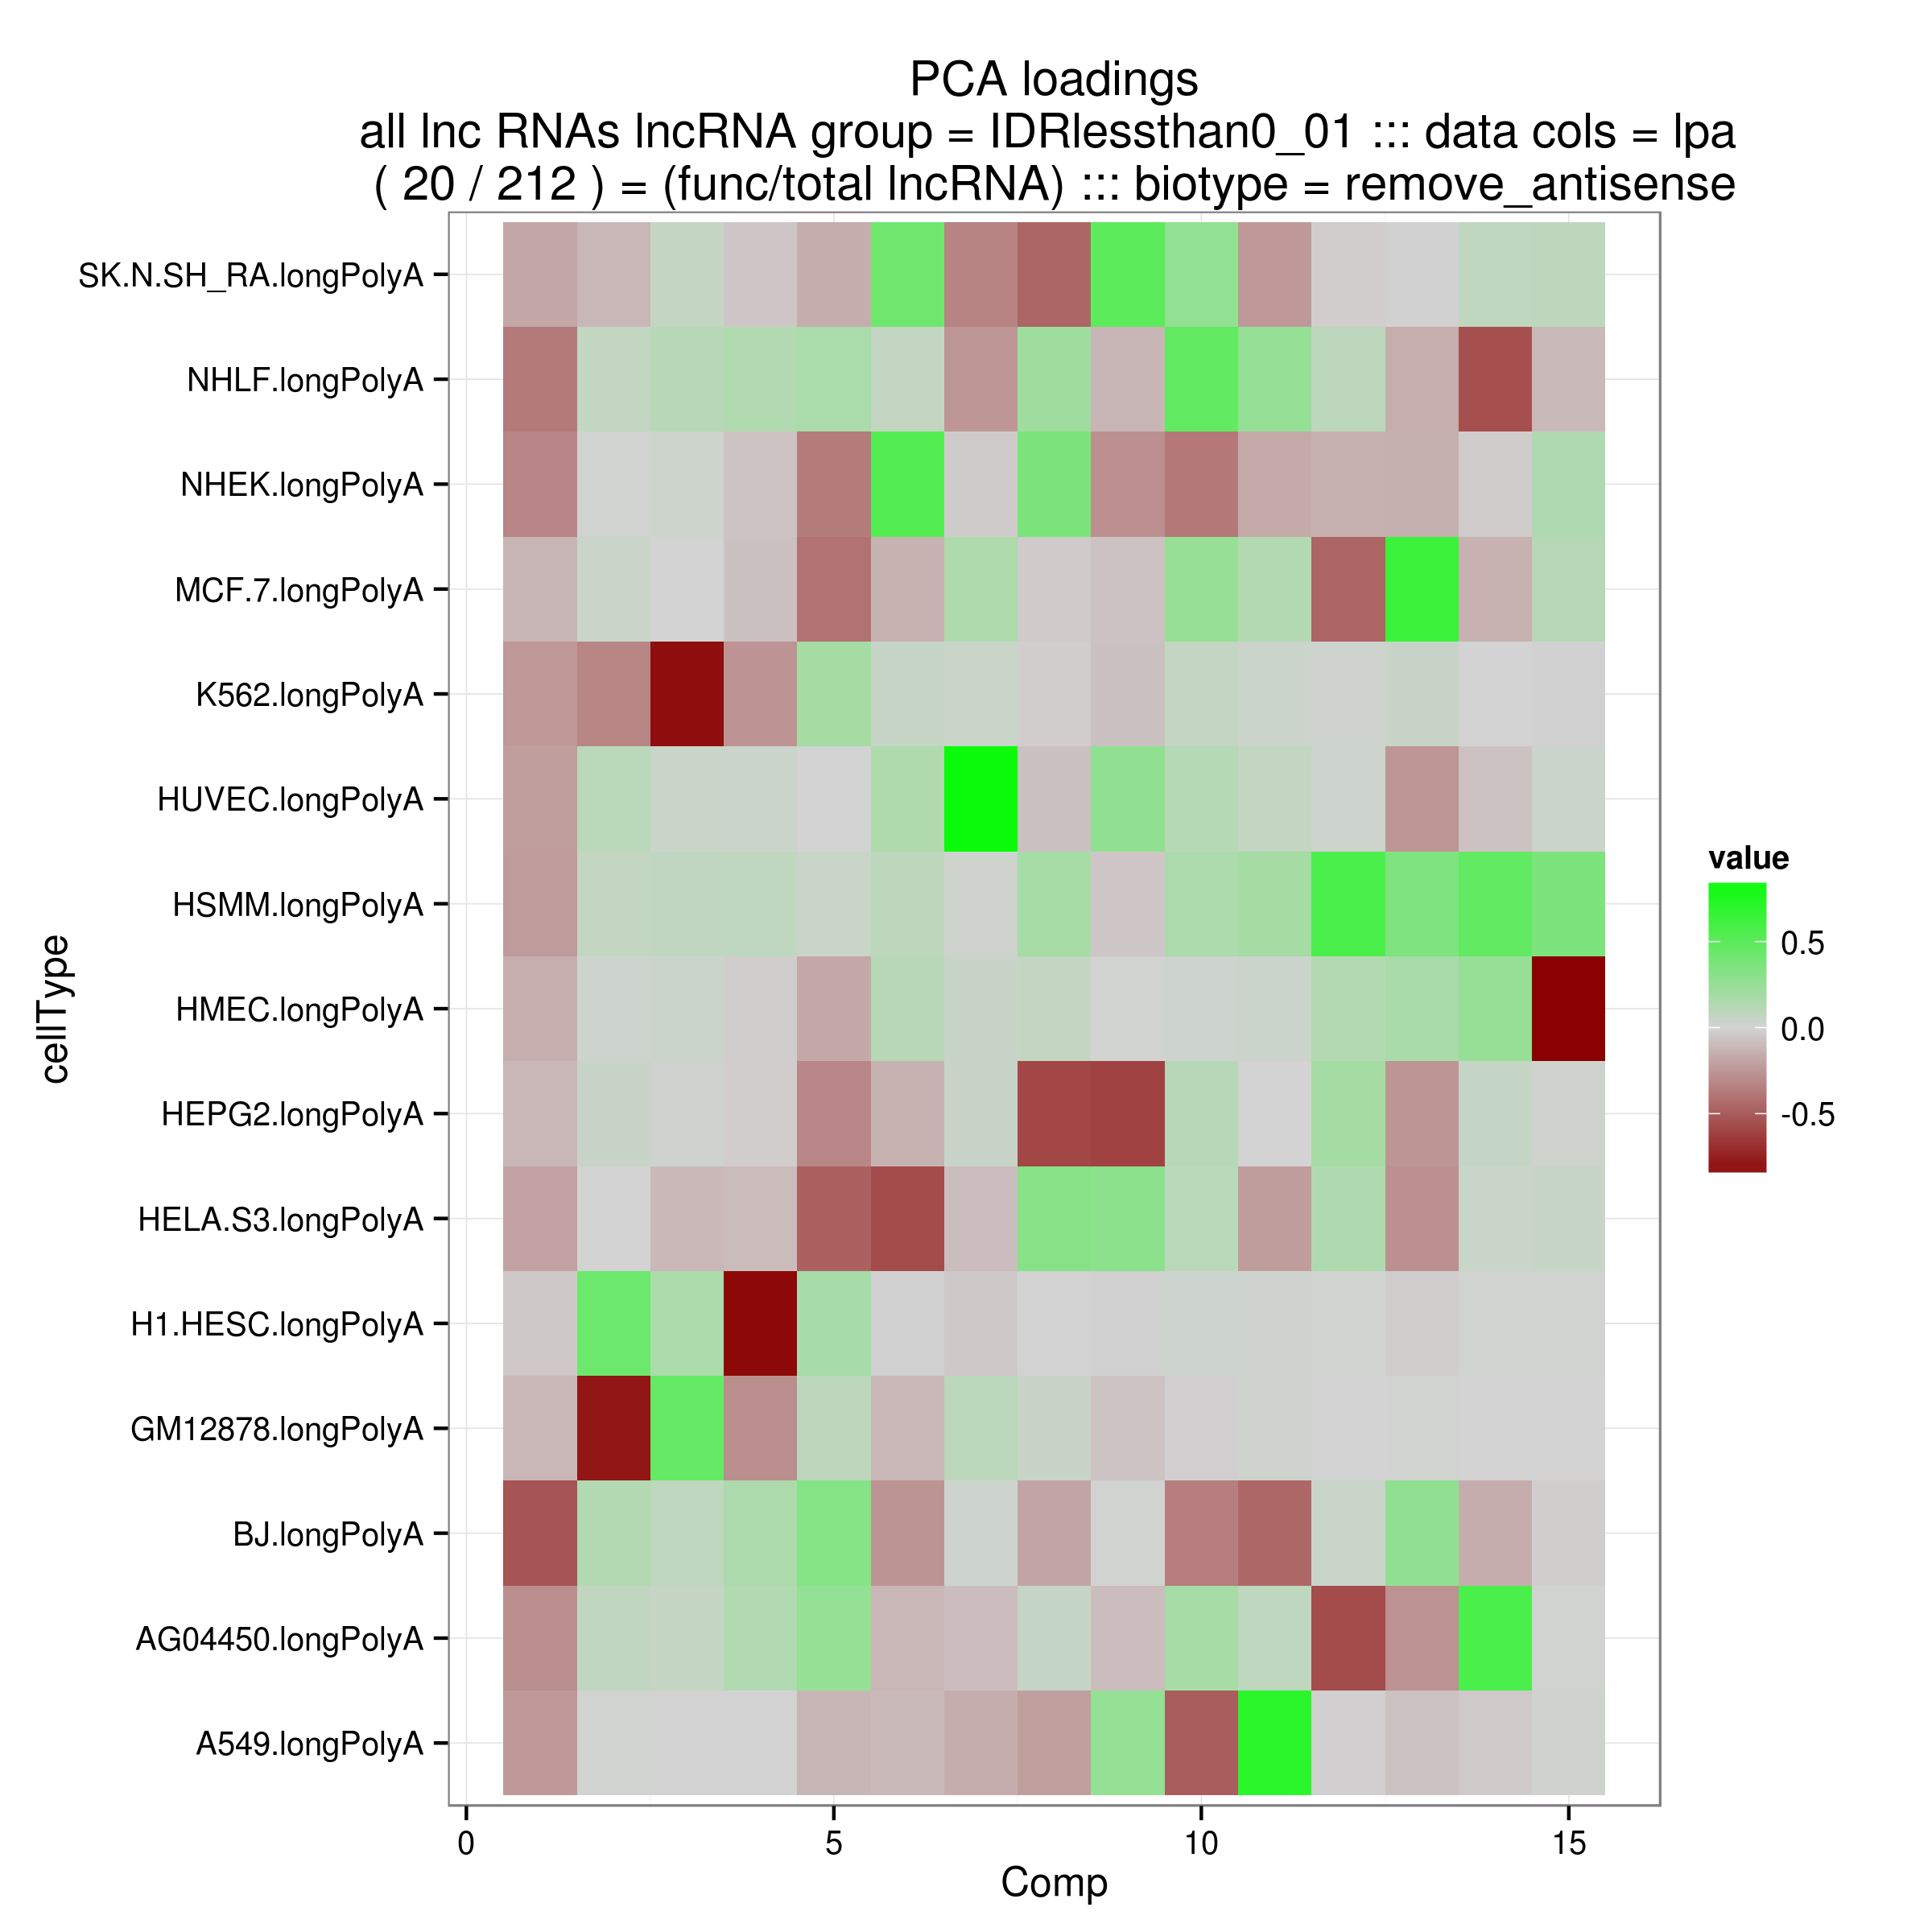 PCA loadings
all lnc RNAs lncRNA group = IDRlessthan0_01 ::: data cols = lpa
( 20 / 212 ) = (func/total lncRNA) ::: biotype = remove_antisense
SK.N.SH_RA.longPolyA
NHLF.longPolyA
NHEK.longPolyA
MCF.7.longPolyA
K562.longPolyA
HUVEC.longPolyA
HSMM.longPolyA
HMEC.longPolyA
HEPG2.longPolyA
HELA.S3.longPolyA
H1.HESC.longPolyA
GM12878.longPolyA
BJ.longPolyA
AG04450.longPolyA
A549.longPolyA
cellType
0 5 10 15
Comp
value
0.5
0.0
-0.5